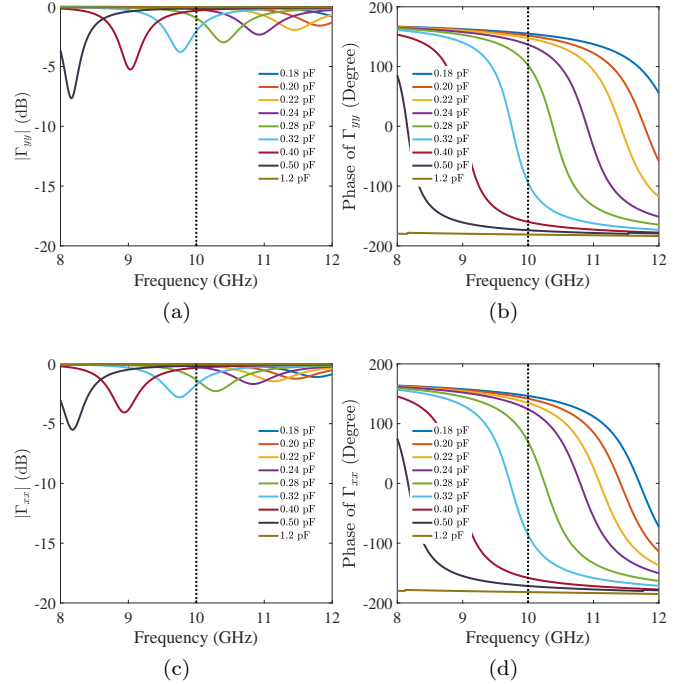 0
-5
-10
-15
-20
|Γyy| (dB)
0.18 pF
0.20 pF
0.22 pF
0.24 pF
0.28 pF
0.32 pF
0.40 pF
0.50 pF
1.2 pF
8 9 10 11 12
Frequency (GHz)
(a)
200
100
0
-100
-200
Phase of Γyy (Degree)
0.18 pF
0.20 pF
0.22 pF
0.24 pF
0.28 pF
0.32 pF
0.40 pF
0.50 pF
1.2 pF
8 9 10 11 12
Frequency (GHz)
(b)
0
-5
-10
-15
-20
|Γxx| (dB)
0.18 pF
0.20 pF
0.22 pF
0.24 pF
0.28 pF
0.32 pF
0.40 pF
0.50 pF
1.2 pF
8 9 10 11 12
Frequency (GHz)
(c)
200
100
0
-100
-200
Phase of Γxx (Degree)
0.18 pF
0.20 pF
0.22 pF
0.24 pF
0.28 pF
0.32 pF
0.40 pF
0.50 pF
1.2 pF
8 9 10 11 12
Frequency (GHz)
(d)